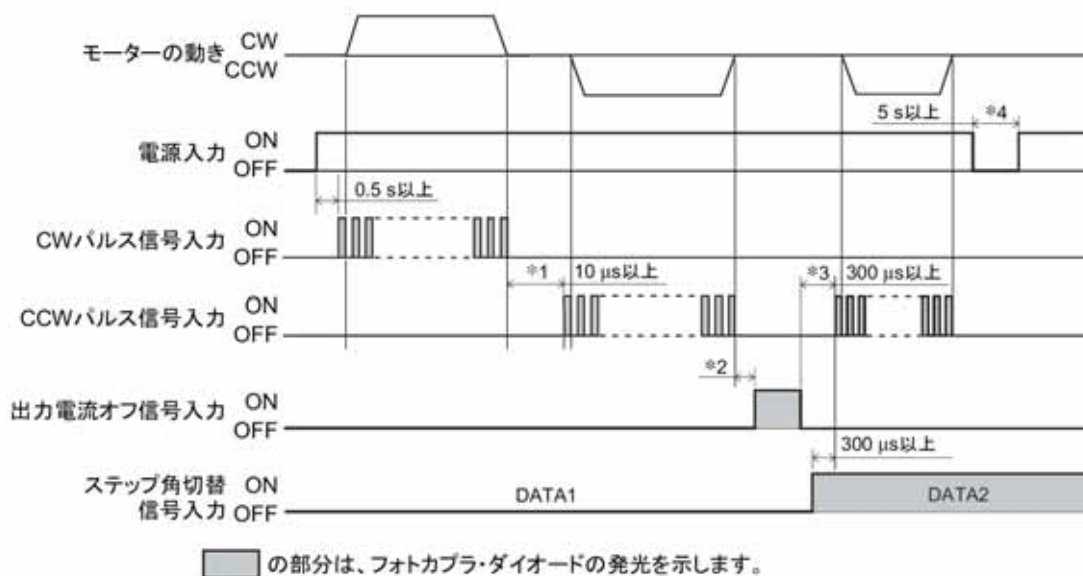 モーターの動き CW
CCW
5 s以上 *4
電源入力 ON
OFF
0.5 s以上
CWパルス信号入力 ON
OFF
*1 10 μs以上 *3 300 μs以上
CCWパルス信号入力 ON
OFF
*2
出力電流オフ信号入力 ON
OFF
300 μs以上
ステップ角切替 ON
信号入力 OFF
DATA1 DATA2
の部分は、フォトカプラ・ダイオードの発光を示します。